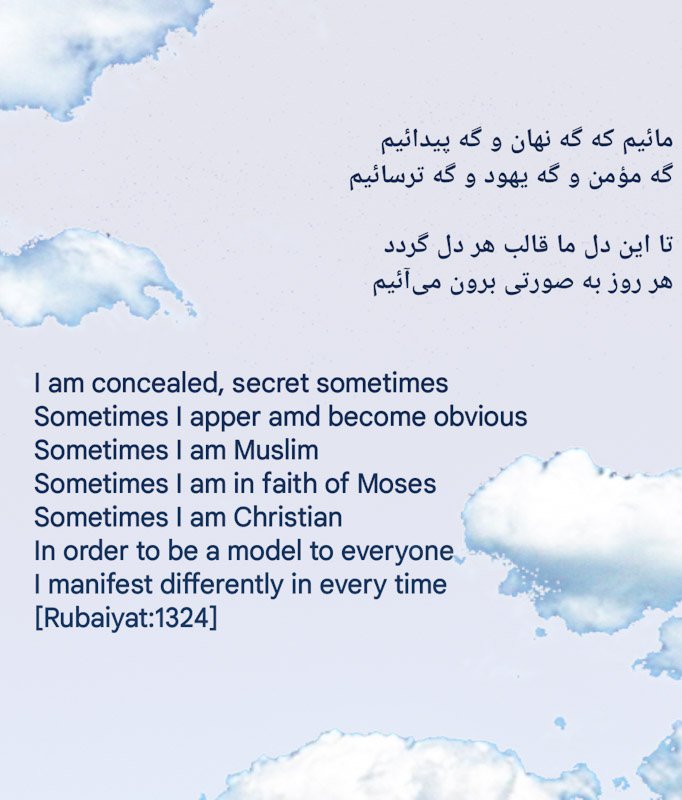 مائیم که گه نهان و گه پیدائیم
گه مؤمن و گه یهود و گه ترسائیم
تا این دل ما قالب هر دل گردد
هر روز به صورتی برون می‌آئیم
I am concealed, secret sometimes
Sometimes I apper amd become obvious
Sometimes I am Muslim
Sometimes I am in faith of Moses
Sometimes I am Christian
In order to be a model to everyone
I manifest differently in every time
[Rubaiyat:1324]